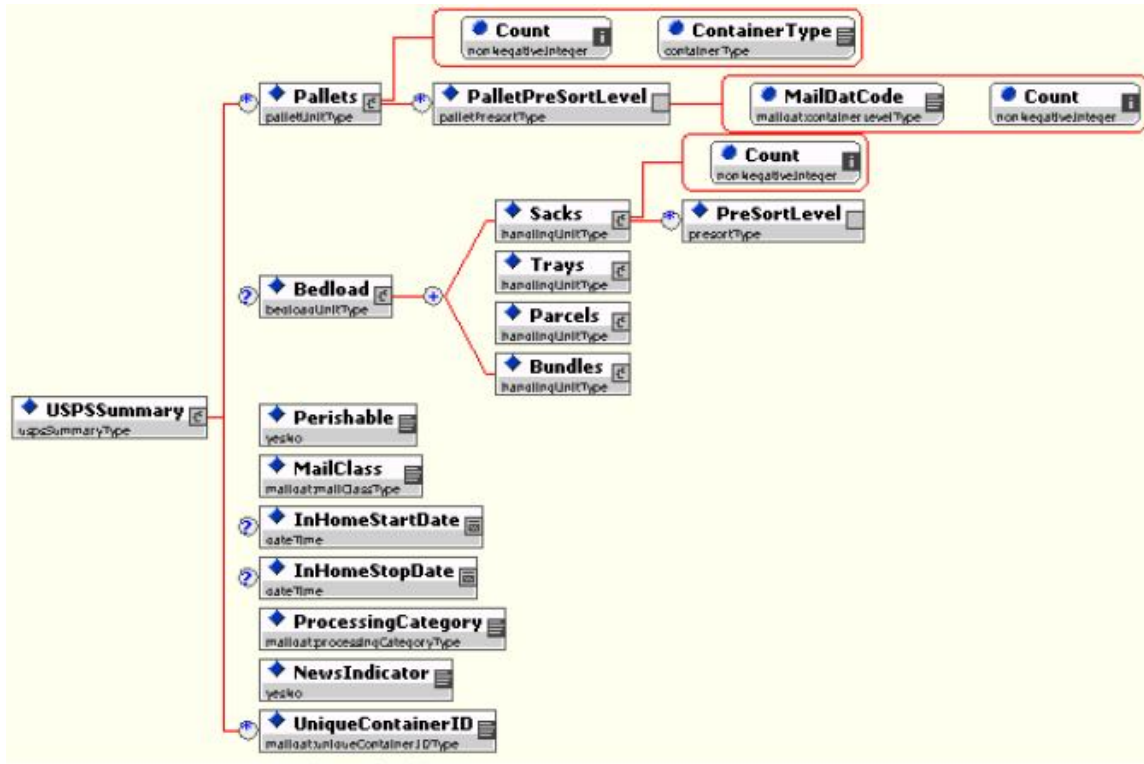 Count
nonNegativeInteger
ContainerType
containerType
Pallets
palletUnitType
PalletPreSortLevel
palletPresortType
MailDatCode
maildat:containerLevelType
Count
nonNegativeInteger
Count
nonNegativeInteger
Sacks
handlingUnitType
PreSortLevel
presortType
Trays
handlingUnitType
Bedload
bedloadUnitType
Parcels
handlingUnitType
Bundles
handlingUnitType
USPSSummary
uspsSummaryType
Perishable
yesNo
MailClass
maildat:mailClassType
InHomeStartDate
dateTime
InHomeStopDate
dateTime
ProcessingCategory
maildat:processingCategoryType
NewsIndicator
yesNo
UniqueContainerID
maildat:uniqueContainerIDType